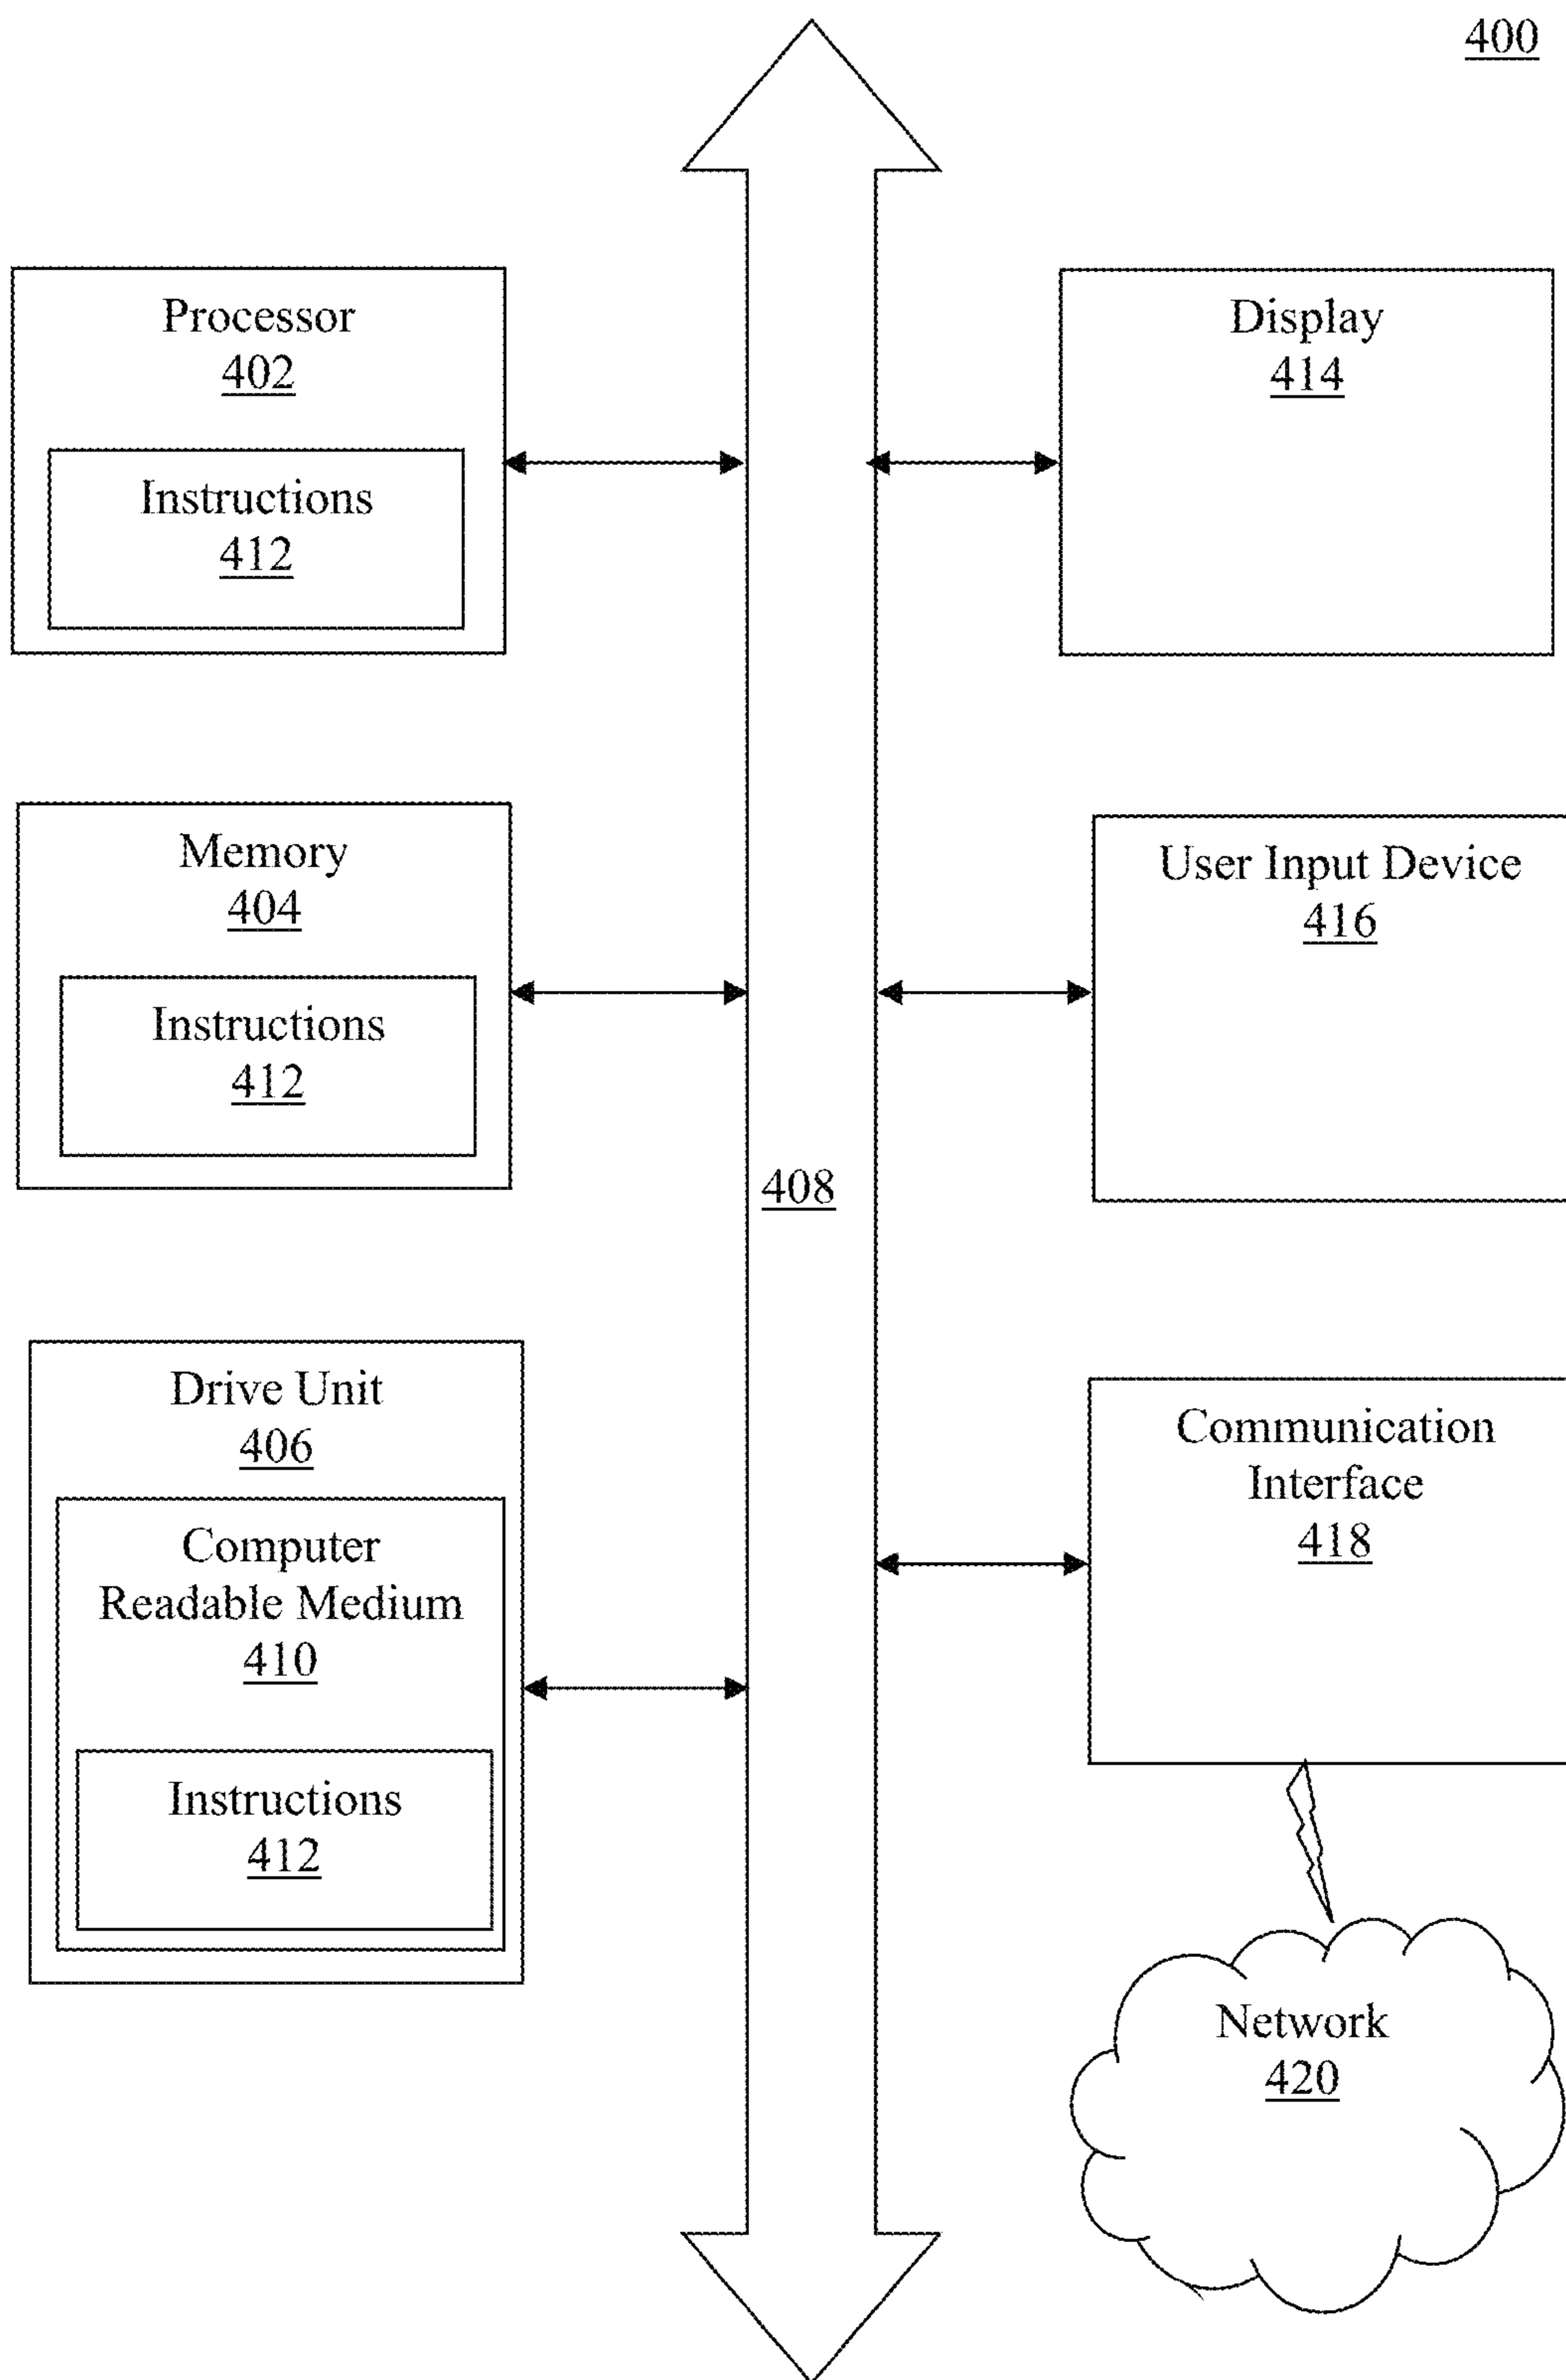 400
Processor
402
Instructions
412
Memory
404
Instructions
412
Drive Unit
406
Computer
Readable Medium
410
Instructions
412
408
Display
414
User Input Device
416
Communication
Interface
418
Network
420